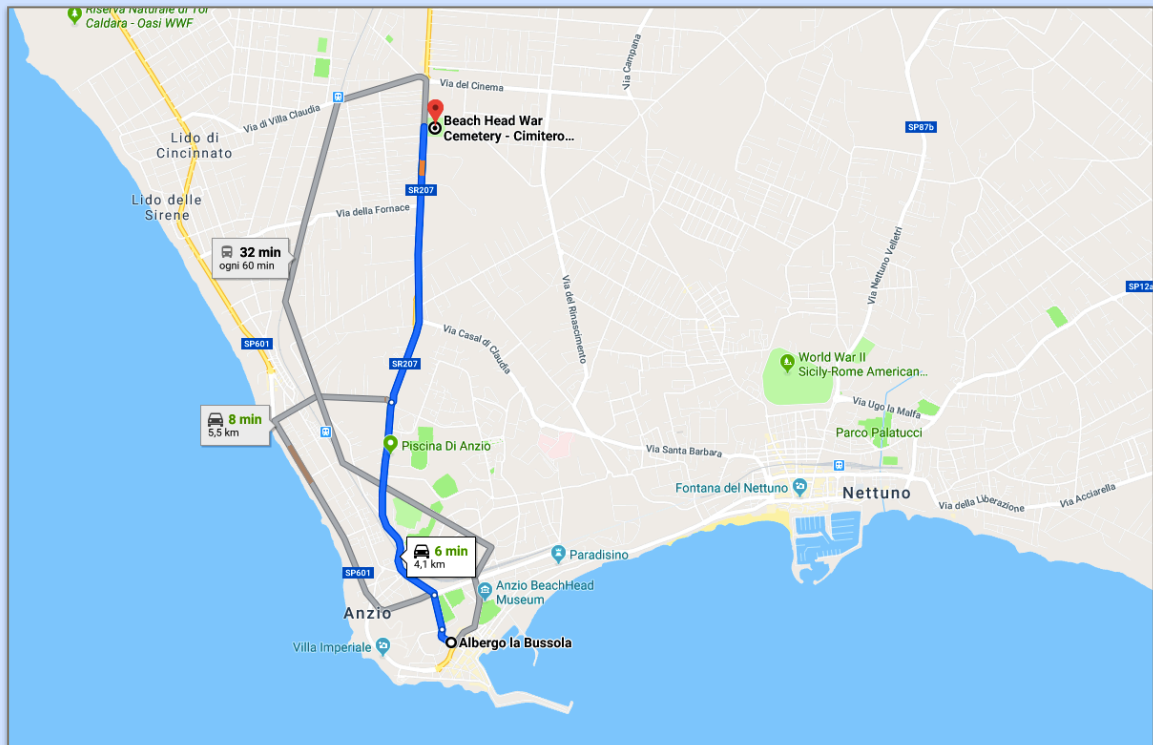 Riserva Naturale di Tor
Caldara - Oasi WWF
Via del Cinema
Via Campana
Via di Villa Claudia
Beach Head War
Cemetery - Cimitero...
SP87b
Lido di
Cincinnato
Lido delle
Sirene
SR207
Via della Fornace
32 min
ogni 60 min
Via Nettuno Velletri
SP12a
Via del Rinascimento
SP601
Via Casal di Claudia
SR207
World War II
Sicily-Rome American...
8 min
5,5 km
Via Ugo la Malfa
Parco Palatucci
Piscina Di Anzio
Via Santa Barbara
Fontana del Nettuno
Nettuno
Via della Liberazione
Via Acciarella
6 min
4,1 km
Paradisino
SP601
Anzio BeachHead
Museum
Anzio
Villa Imperiale
Albergo la Bussola